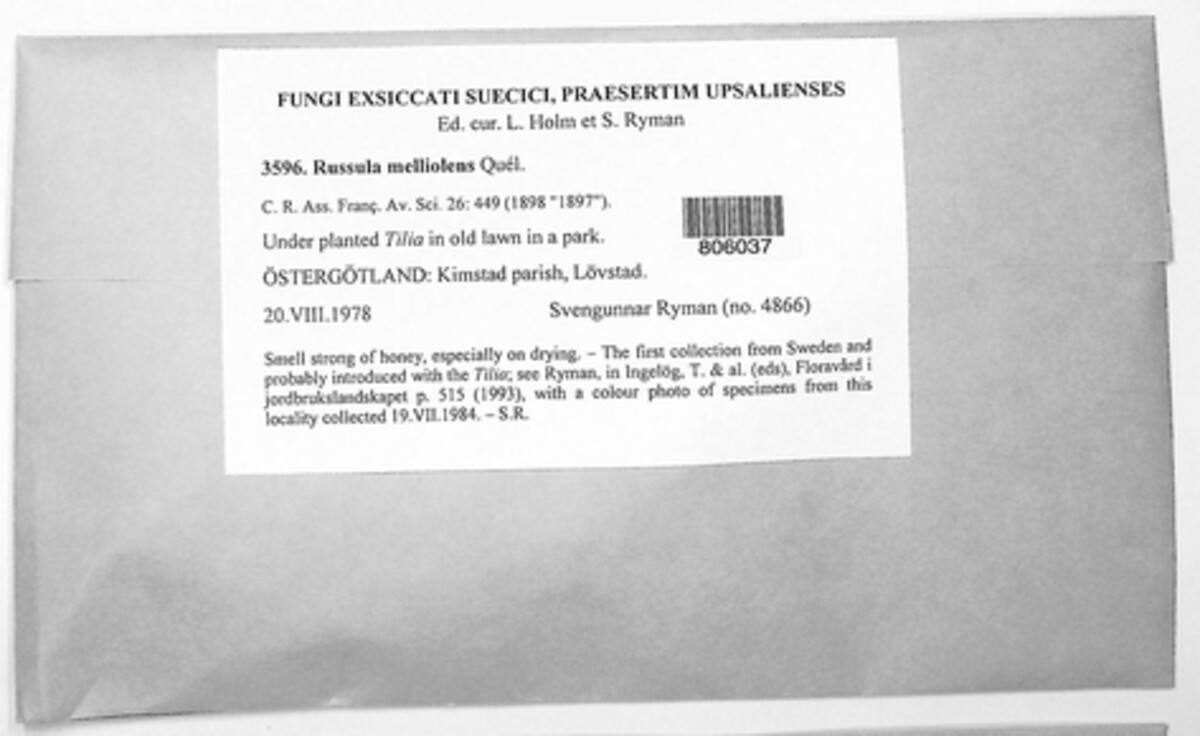 FUNGI EXSICCATI SUECICI, PRAESERTIM UPSALIENSES
Ed. cur. L. Holm et S. Ryman
3596. Russula melliolens Quél.
C. R. Ass. Franç. Av. Sci. 26: 449 (1898 "1897").
Under planted Tilia in old lawn in a park.
806037
ÖSTERGÖTLAND: Kimstad parish, Lövstad.
20.VIII.1978 Svengunnar Ryman (no. 4866)
Smell strong of honey, especially on drying. – The first collection from Sweden and
probably introduced with the Tilia; see Ryman, in Ingelög, T. & al. (eds), Floravård i
jordbrukslandskapet p. 515 (1993), with a colour photo of specimens from this
locality collected 19.VII.1984. – S.R.